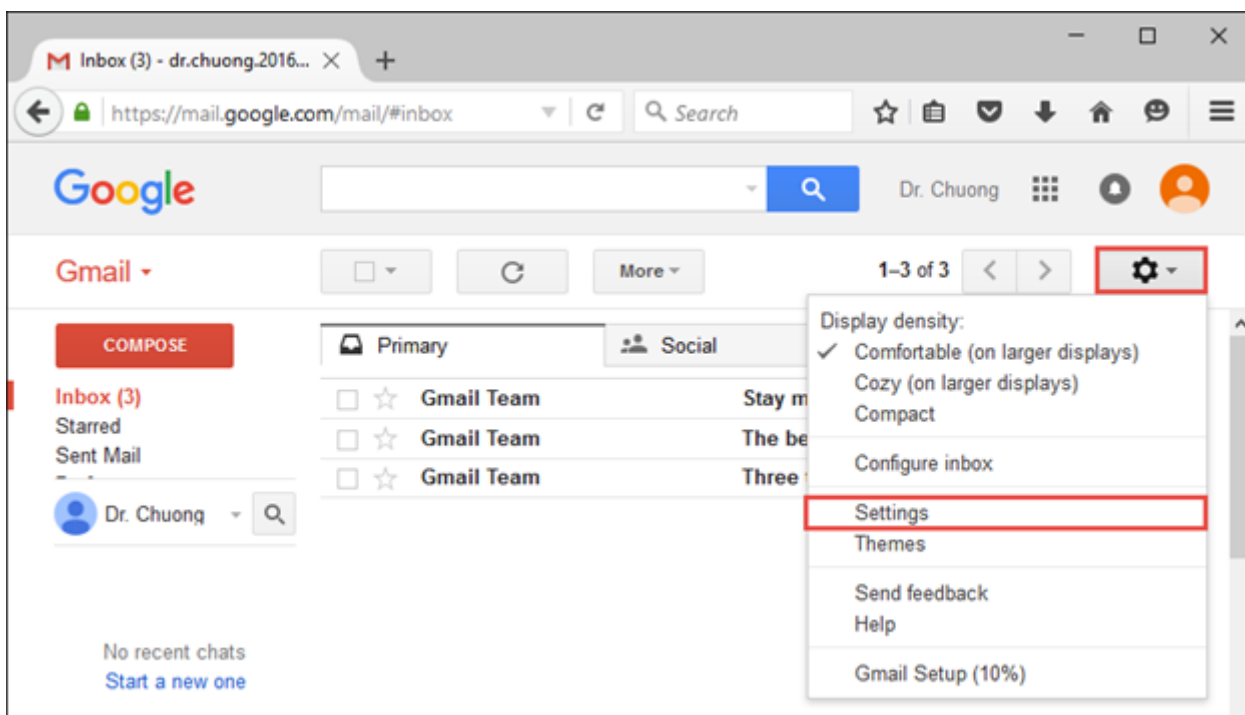 Inbox (3) - dr.chuong.2016...
https://mail.google.com/mail/#inbox
Search
Google
Dr. Chuong
Gmail
More
1–3 of 3
Display density:
Comfortable (on larger displays)
Cozy (on larger displays)
Compact
Configure inbox
Settings
Themes
Send feedback
Help
Gmail Setup (10%)
COMPOSE
Inbox (3)
Starred
Sent Mail
Dr. Chuong
No recent chats
Start a new one
Primary
Social
Gmail Team Stay m
Gmail Team The be
Gmail Team Three